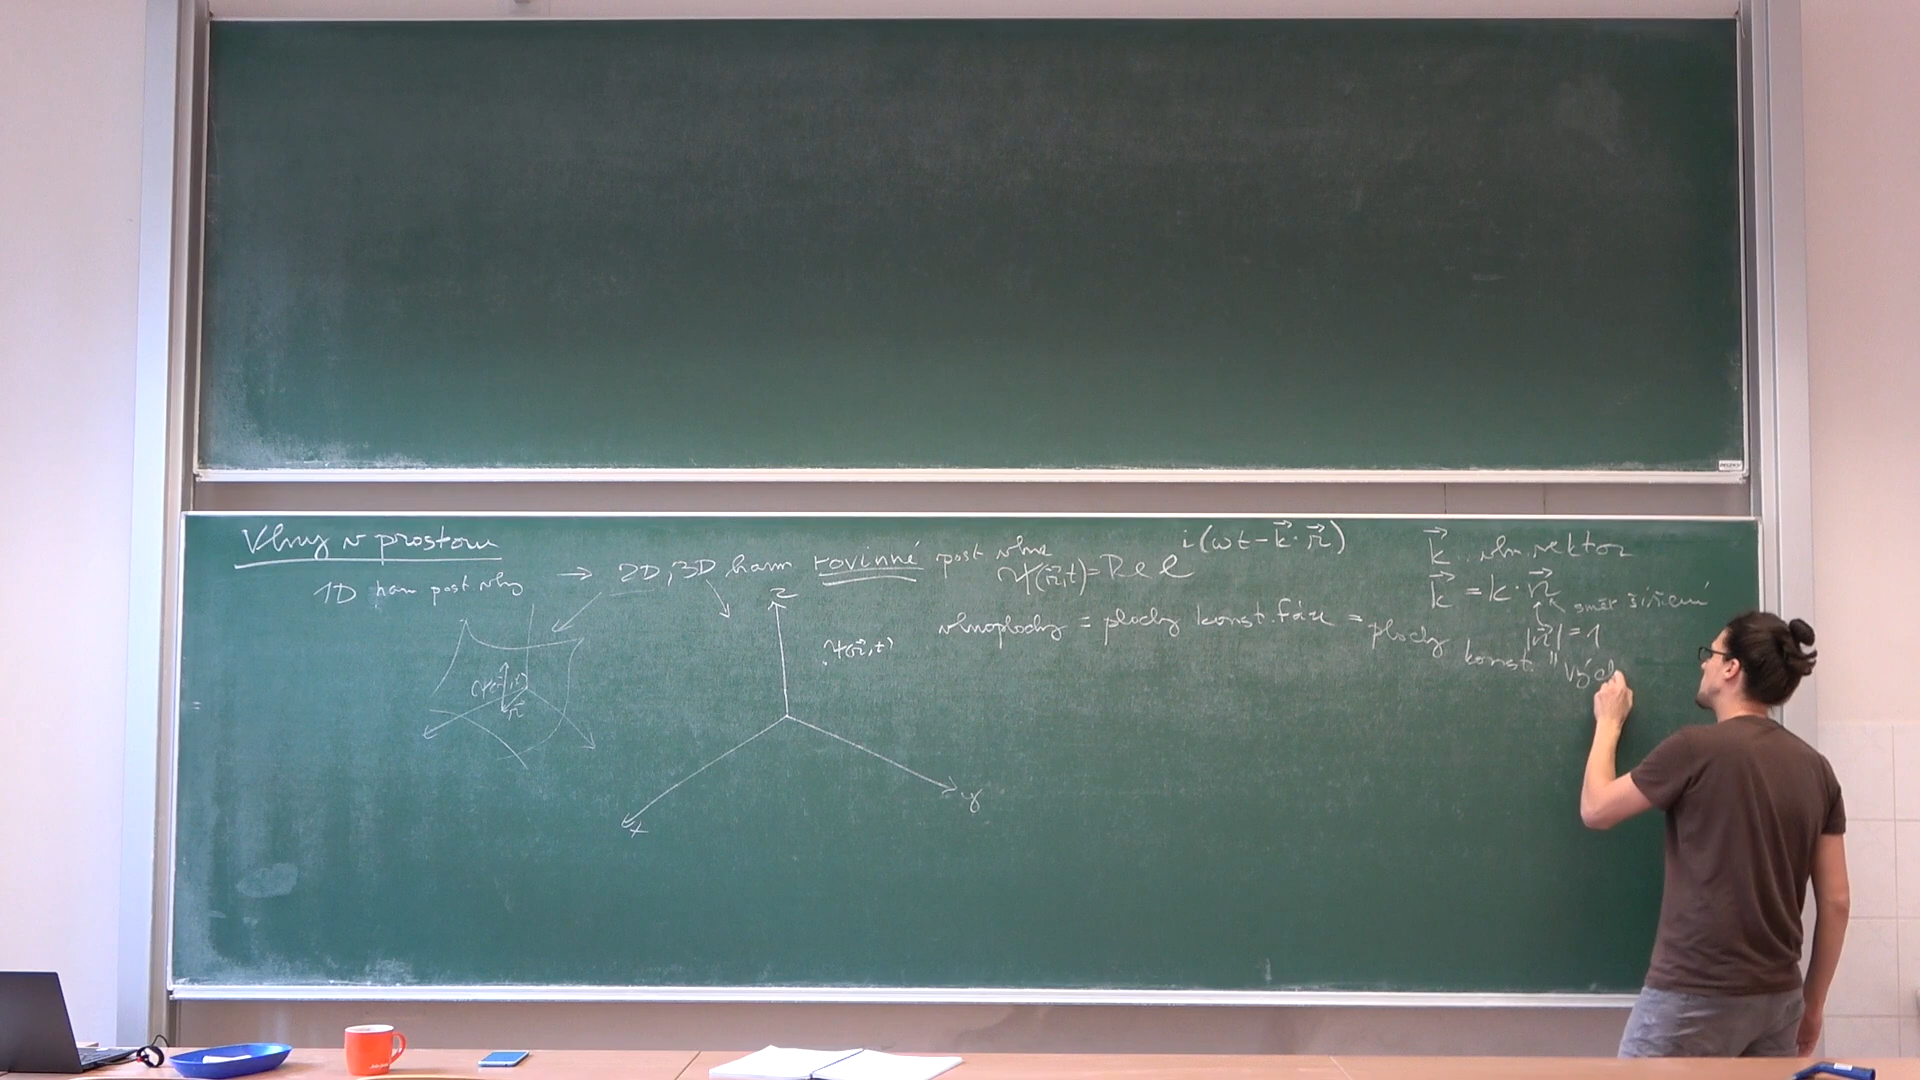 Vlny v prostoru
1D harm post vlny → 2D, 3D harm rovinné post vlna
ψ(r⃗,t) = Re e^{i(ωt - k⃗·r⃗)}
k⃗ .. vln. vektor
k⃗ = k·n⃗
směr šíření
|n⃗| = 1
vlnoplochy = plochy konst. fáze = plochy konst. "vých
ψ(r⃗,t)
r⃗
z
ψ(r⃗,t)
x
y